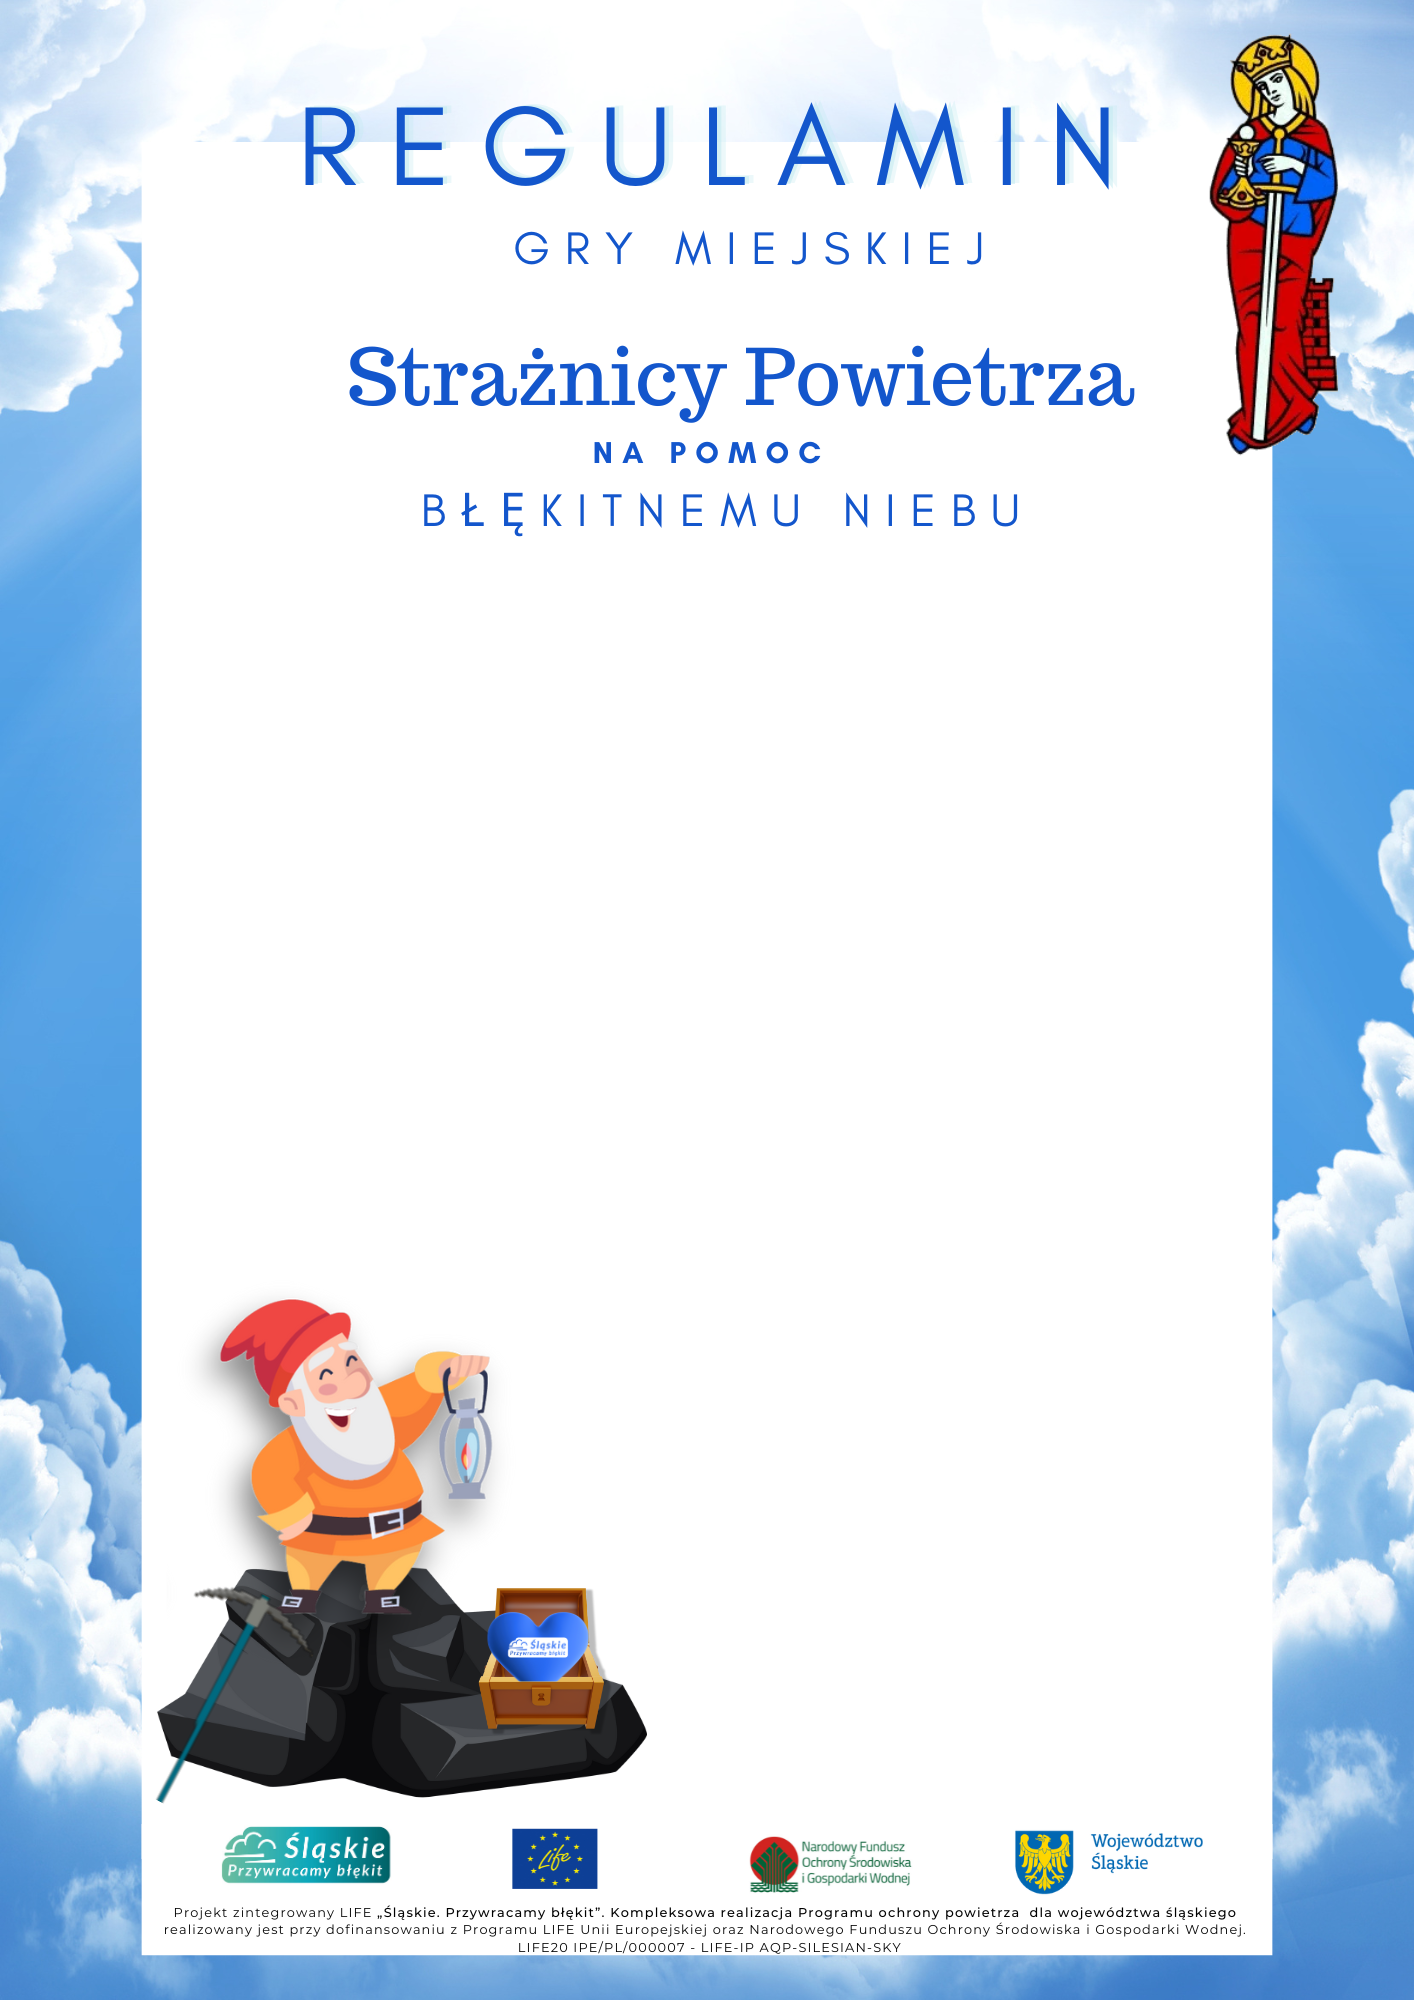 REGULAMIN
GRY MIEJSKIEJ
Strażnicy Powietrza
NA POMOC
BŁĘKITNEMU NIEBU
Śląskie
Przywracamy błękit
Śląskie
Przywracamy błękit
Life
Narodowy Fundusz
Ochrony Środowiska
i Gospodarki Wodnej
Województwo
Śląskie
Projekt zintegrowany LIFE „Śląskie. Przywracamy błękit”. Kompleksowa realizacja Programu ochrony powietrza dla województwa śląskiego
realizowany jest przy dofinansowaniu z Programu LIFE Unii Europejskiej oraz Narodowego Funduszu Ochrony Środowiska i Gospodarki Wodnej.
LIFE20 IPE/PL/000007 - LIFE-IP AQP-SILESIAN-SKY